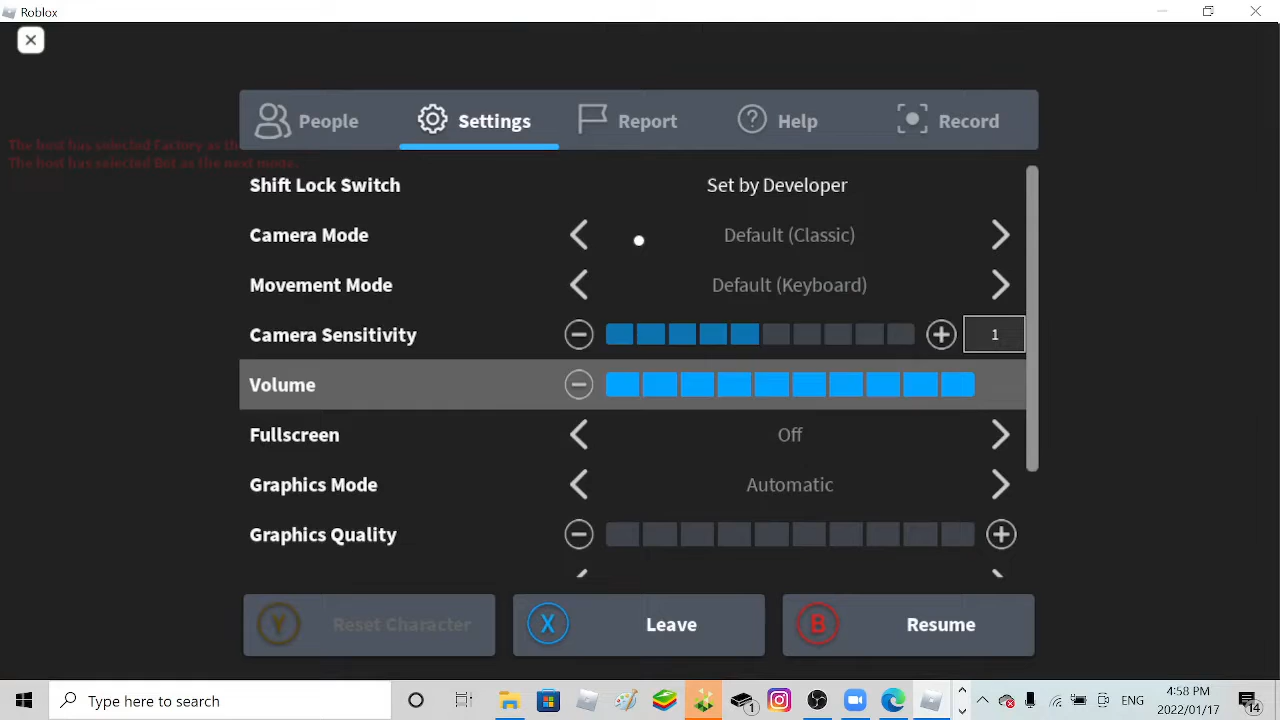 Roblox
People Settings Report Help Record
The host has selected Factory as the
The host has selected Bot as the next mode.
Shift Lock Switch Set by Developer
Camera Mode Default (Classic)
Movement Mode Default (Keyboard)
Camera Sensitivity 1
Volume
Fullscreen Off
Graphics Mode Automatic
Graphics Quality
Y Reset Character X Leave B Resume
Type here to search 1 ENG 4:58 PM
2022/01/17 14